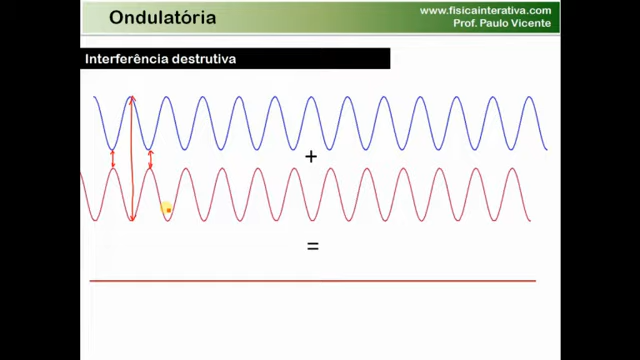 Ondulatória
www.fisicainterativa.com
Prof. Paulo Vicente
Interferência destrutiva
+
=